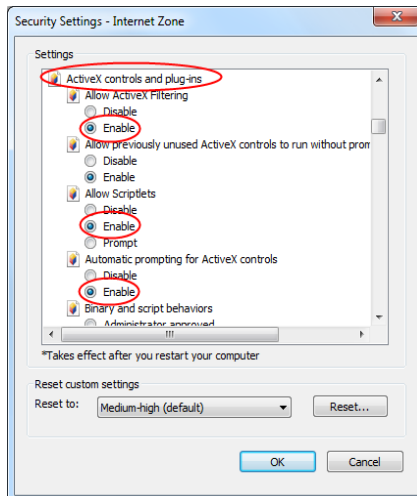 Security Settings - Internet Zone
Settings
ActiveX controls and plug-ins
Allow ActiveX Filtering
Disable
Enable
Allow previously unused ActiveX controls to run without prom
Disable
Enable
Allow Scriptlets
Disable
Enable
Prompt
Automatic prompting for ActiveX controls
Disable
Enable
Binary and script behaviors
Administrator approved
*Takes effect after you restart your computer
Reset custom settings
Reset to: Medium-high (default) Reset...
OK Cancel